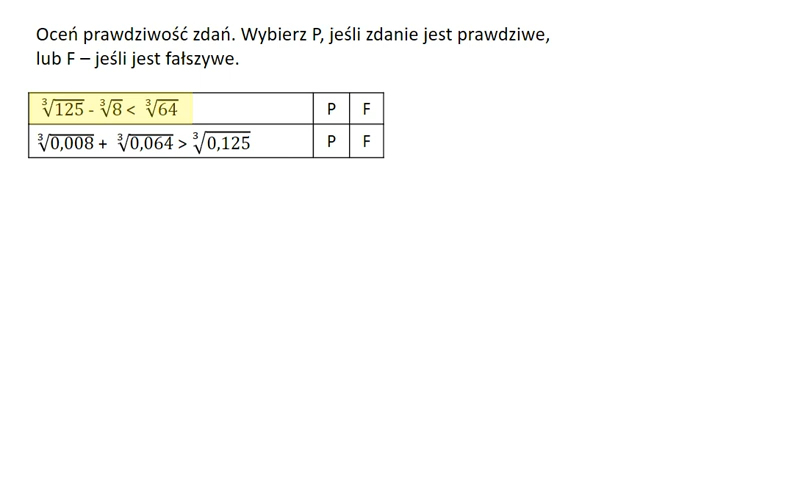 Oceń prawdziwość zdań. Wybierz P, jeśli zdanie jest prawdziwe,
lub F – jeśli jest fałszywe.
∛125 - ∛8 < ∛64 P F
∛0,008 + ∛0,064 > ∛0,125 P F